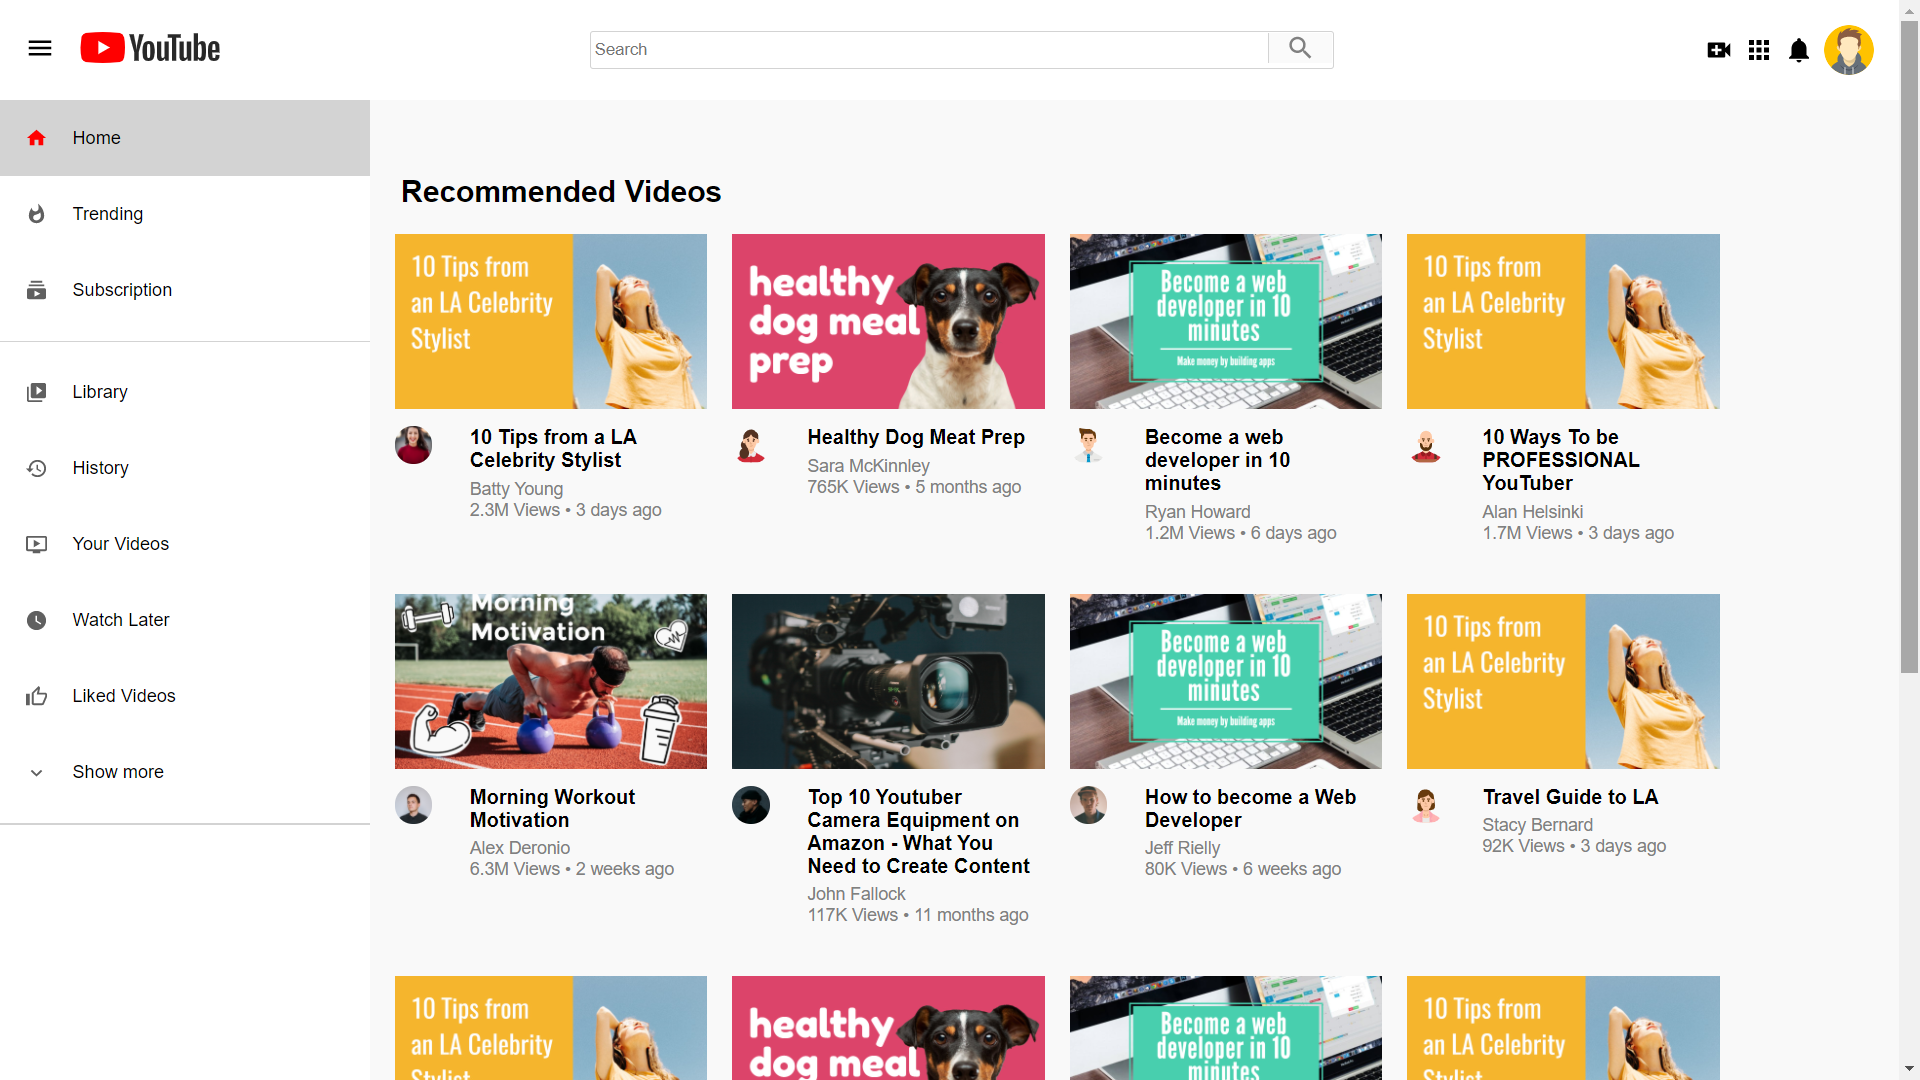 YouTube
Search
Home
Trending
Subscription
Library
History
Your Videos
Watch Later
Liked Videos
Show more
Recommended Videos
10 Tips from
an LA Celebrity
Stylist
10 Tips from a LA
Celebrity Stylist
Batty Young
2.3M Views • 3 days ago
healthy
dog meal
prep
Healthy Dog Meat Prep
Sara McKinnley
765K Views • 5 months ago
Become a web
developer in 10
minutes
Make money by building apps
Become a web
developer in 10
minutes
Ryan Howard
1.2M Views • 6 days ago
10 Tips from
an LA Celebrity
Stylist
10 Ways To be
PROFESSIONAL
YouTuber
Alan Helsinki
1.7M Views • 3 days ago
Morning
Motivation
Morning Workout
Motivation
Alex Deronio
6.3M Views • 2 weeks ago
Top 10 Youtuber
Camera Equipment on
Amazon - What You
Need to Create Content
John Fallock
117K Views • 11 months ago
Become a web
developer in 10
minutes
Make money by building apps
How to become a Web
Developer
Jeff Rielly
80K Views • 6 weeks ago
10 Tips from
an LA Celebrity
Stylist
Travel Guide to LA
Stacy Bernard
92K Views • 3 days ago
10 Tips from
an LA Celebrity
Stylist
healthy
dog meal
Become a web
developer in 10
minutes
10 Tips from
an LA Celebrity
Stylist